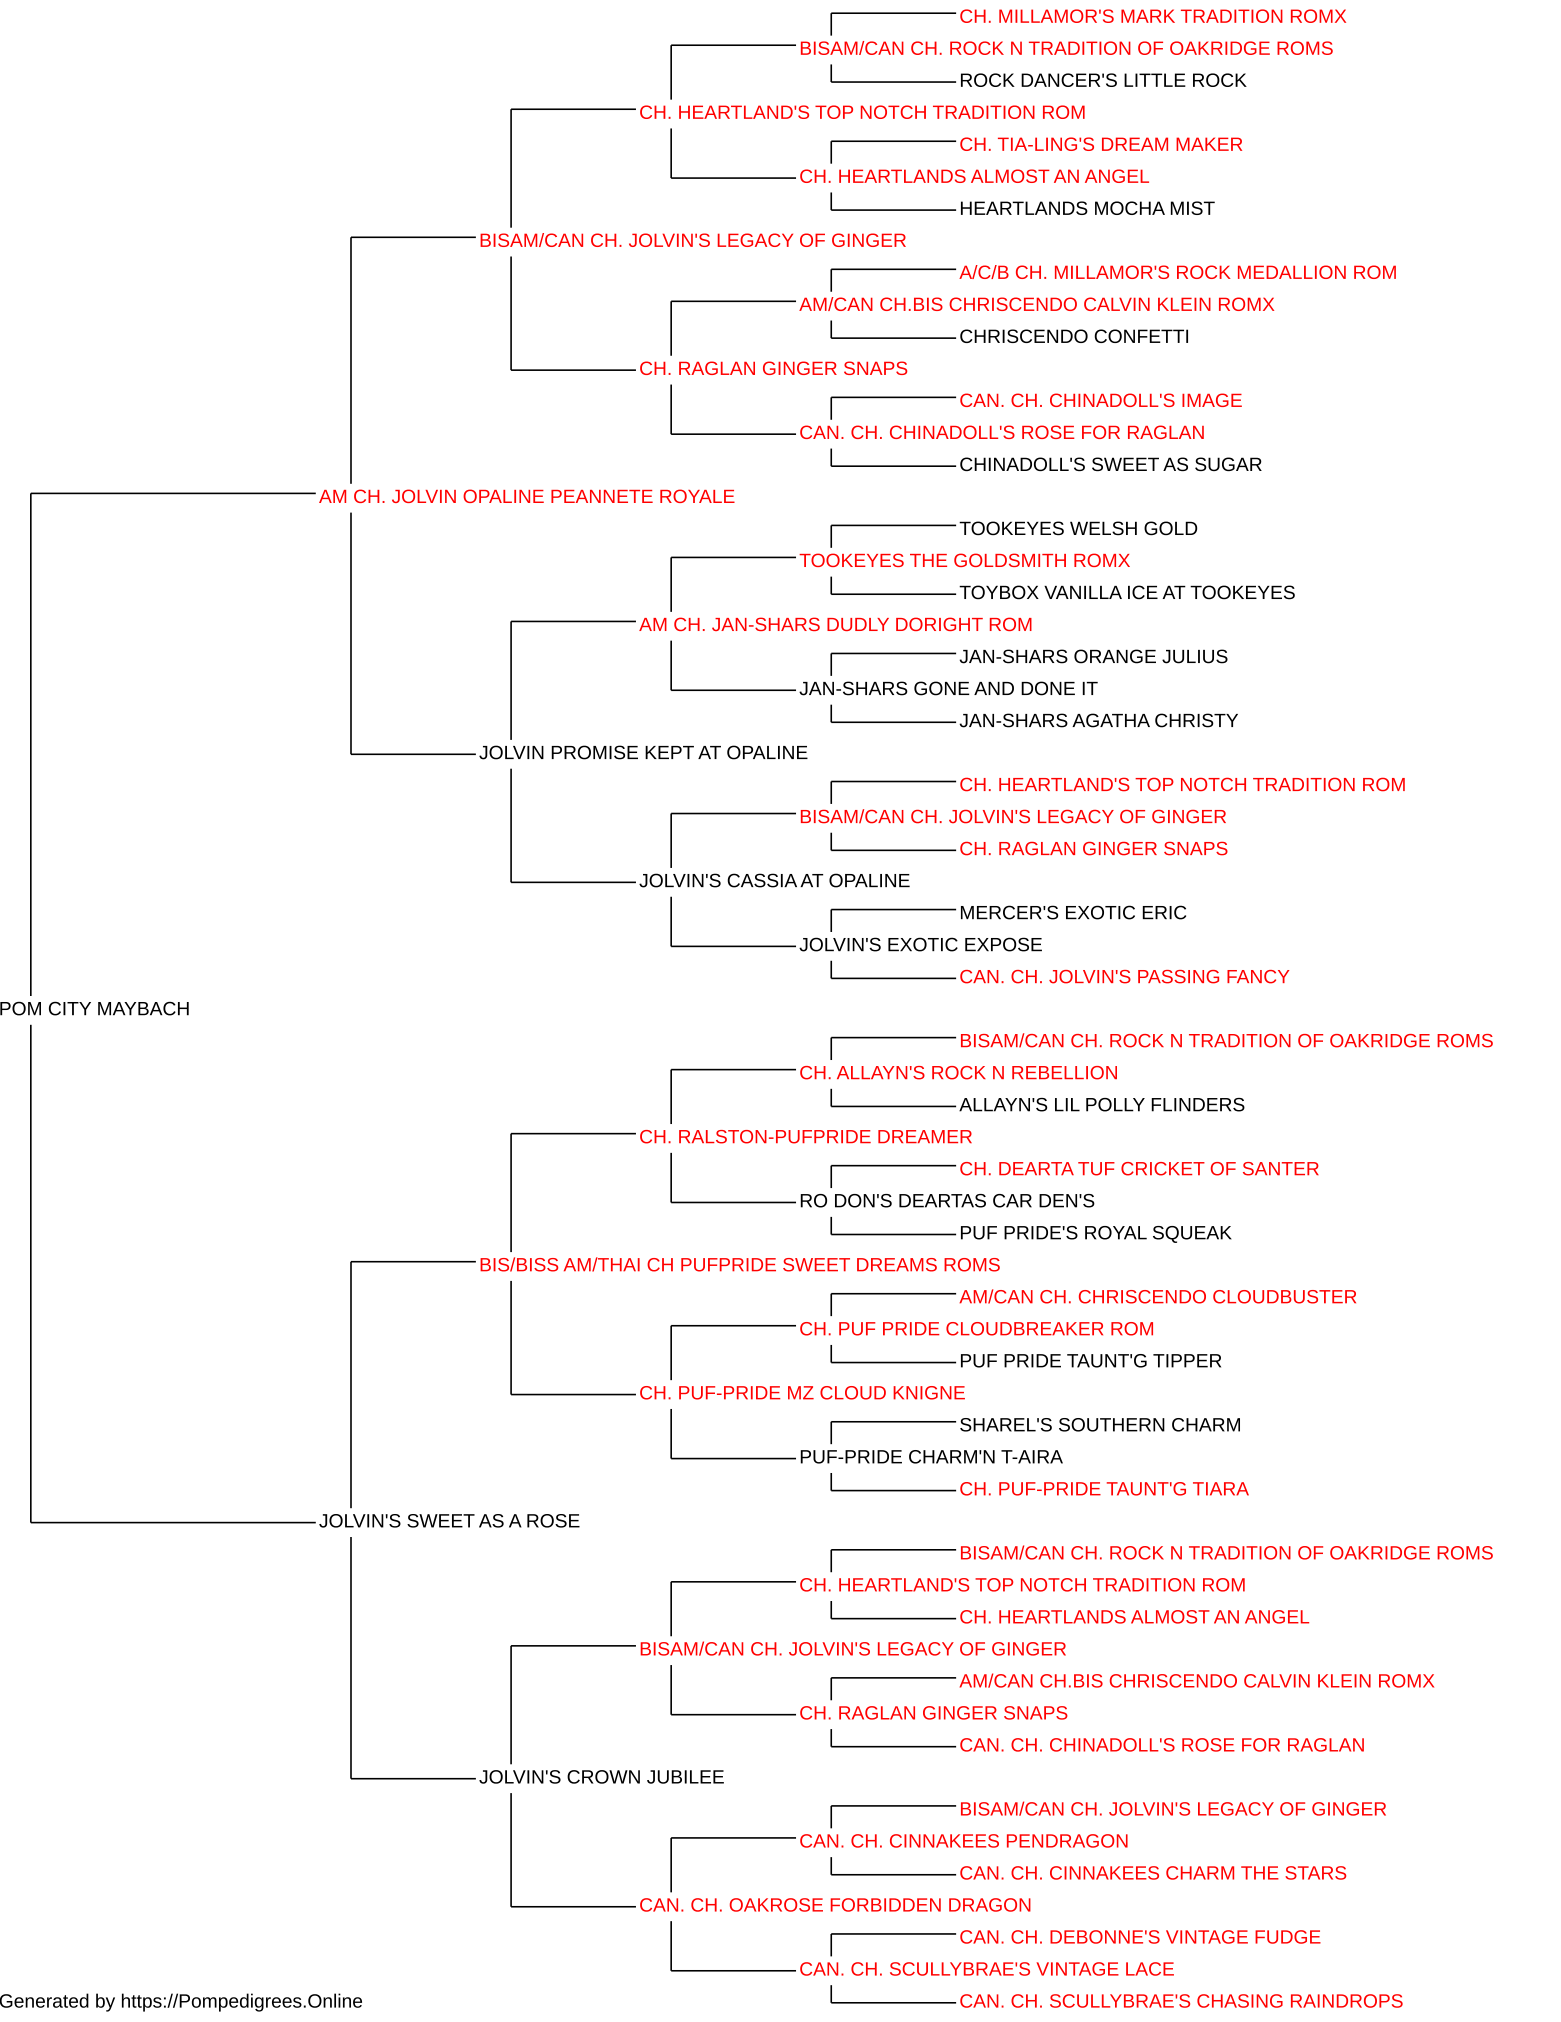 CH. MILLAMOR'S MARK TRADITION ROMX
BISAM/CAN CH. ROCK N TRADITION OF OAKRIDGE ROMS
ROCK DANCER'S LITTLE ROCK
CH. HEARTLAND'S TOP NOTCH TRADITION ROM
CH. TIA-LING'S DREAM MAKER
CH. HEARTLANDS ALMOST AN ANGEL
HEARTLANDS MOCHA MIST
BISAM/CAN CH. JOLVIN'S LEGACY OF GINGER
A/C/B CH. MILLAMOR'S ROCK MEDALLION ROM
AM/CAN CH.BIS CHRISCENDO CALVIN KLEIN ROMX
CHRISCENDO CONFETTI
CH. RAGLAN GINGER SNAPS
CAN. CH. CHINADOLL'S IMAGE
CAN. CH. CHINADOLL'S ROSE FOR RAGLAN
CHINADOLL'S SWEET AS SUGAR
AM CH. JOLVIN OPALINE PEANNETE ROYALE
TOOKEYES WELSH GOLD
TOOKEYES THE GOLDSMITH ROMX
TOYBOX VANILLA ICE AT TOOKEYES
AM CH. JAN-SHARS DUDLY DORIGHT ROM
JAN-SHARS ORANGE JULIUS
JAN-SHARS GONE AND DONE IT
JAN-SHARS AGATHA CHRISTY
JOLVIN PROMISE KEPT AT OPALINE
CH. HEARTLAND'S TOP NOTCH TRADITION ROM
BISAM/CAN CH. JOLVIN'S LEGACY OF GINGER
CH. RAGLAN GINGER SNAPS
JOLVIN'S CASSIA AT OPALINE
MERCER'S EXOTIC ERIC
JOLVIN'S EXOTIC EXPOSE
CAN. CH. JOLVIN'S PASSING FANCY
POM CITY MAYBACH
BISAM/CAN CH. ROCK N TRADITION OF OAKRIDGE ROMS
CH. ALLAYN'S ROCK N REBELLION
ALLAYN'S LIL POLLY FLINDERS
CH. RALSTON-PUFPRIDE DREAMER
CH. DEARTA TUF CRICKET OF SANTER
RO DON'S DEARTAS CAR DEN'S
PUF PRIDE'S ROYAL SQUEAK
BIS/BISS AM/THAI CH PUFPRIDE SWEET DREAMS ROMS
AM/CAN CH. CHRISCENDO CLOUDBUSTER
CH. PUF PRIDE CLOUDBREAKER ROM
PUF PRIDE TAUNT'G TIPPER
CH. PUF-PRIDE MZ CLOUD KNIGNE
SHAREL'S SOUTHERN CHARM
PUF-PRIDE CHARM'N T-AIRA
CH. PUF-PRIDE TAUNT'G TIARA
JOLVIN'S SWEET AS A ROSE
BISAM/CAN CH. ROCK N TRADITION OF OAKRIDGE ROMS
CH. HEARTLAND'S TOP NOTCH TRADITION ROM
CH. HEARTLANDS ALMOST AN ANGEL
BISAM/CAN CH. JOLVIN'S LEGACY OF GINGER
AM/CAN CH.BIS CHRISCENDO CALVIN KLEIN ROMX
CH. RAGLAN GINGER SNAPS
CAN. CH. CHINADOLL'S ROSE FOR RAGLAN
JOLVIN'S CROWN JUBILEE
BISAM/CAN CH. JOLVIN'S LEGACY OF GINGER
CAN. CH. CINNAKEES PENDRAGON
CAN. CH. CINNAKEES CHARM THE STARS
CAN. CH. OAKROSE FORBIDDEN DRAGON
CAN. CH. DEBONNE'S VINTAGE FUDGE
CAN. CH. SCULLYBRAE'S VINTAGE LACE
CAN. CH. SCULLYBRAE'S CHASING RAINDROPS
Generated by https://Pompedigrees.Online